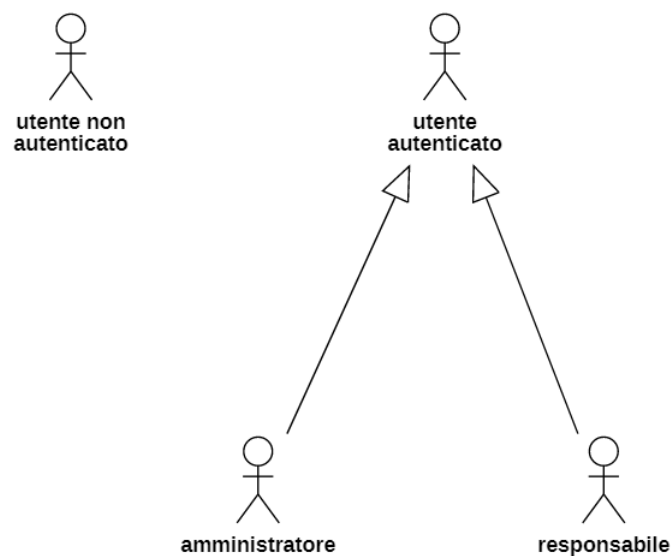 utente non
autenticato
utente
autenticato
amministratore
responsabile